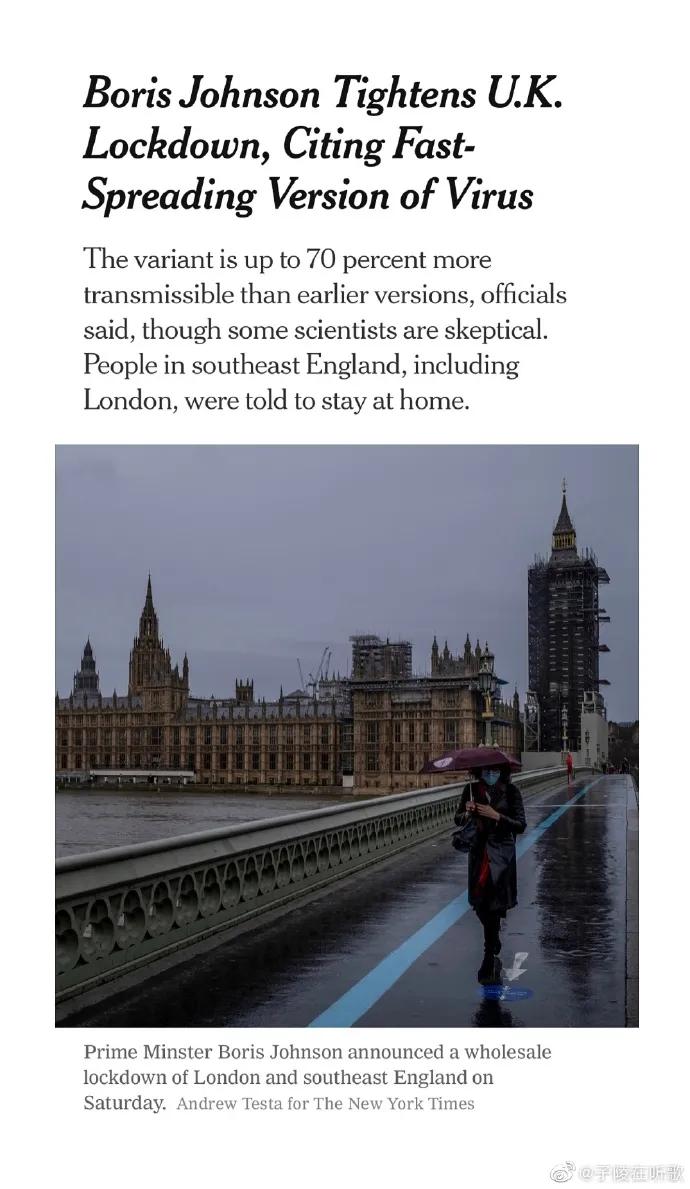 Boris Johnson Tightens U.K.
Lockdown, Citing Fast-
Spreading Version of Virus
The variant is up to 70 percent more
transmissible than earlier versions, officials
said, though some scientists are skeptical.
People in southeast England, including
London, were told to stay at home.
Prime Minster Boris Johnson announced a wholesale
lockdown of London and southeast England on
Saturday. Andrew Testa for The New York Times
@子陵在听歌